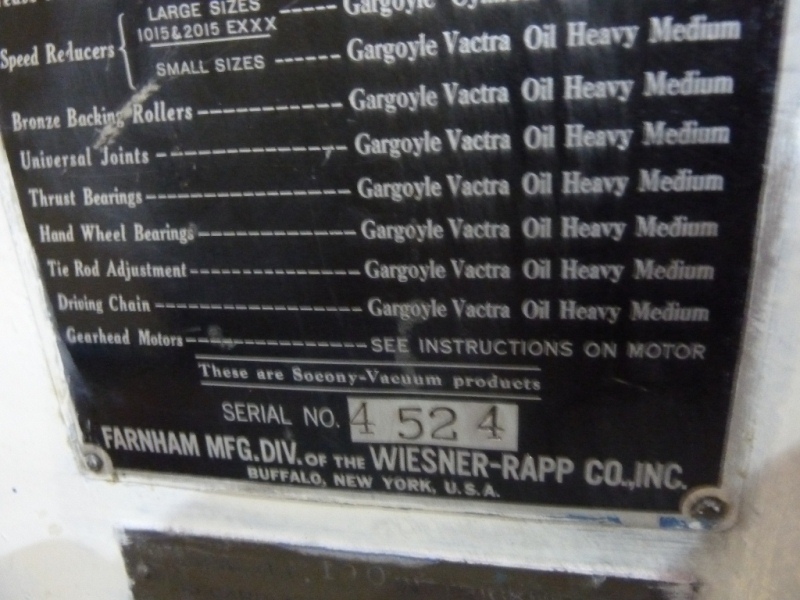 LARGE SIZES ----- Gargoyle
1015 & 2015 EXXX
Speed Reducers
SMALL SIZES ------ Gargoyle Vactra Oil Heavy Medium
Bronze Backing Rollers ----------- Gargoyle Vactra Oil Heavy Medium
Universal Joints --------------- Gargoyle Vactra Oil Heavy Medium
Thrust Bearings ---------------- Gargoyle Vactra Oil Heavy Medium
Hand Wheel Bearings ------------ Gargoyle Vactra Oil Heavy Medium
Tie Rod Adjustment ------------- Gargoyle Vactra Oil Heavy Medium
Driving Chain ---------------- Gargoyle Vactra Oil Heavy Medium
Gearhead Motors -------------- SEE INSTRUCTIONS ON MOTOR
These are Socony-Vacuum products
SERIAL NO. 4 524
FARNHAM MFG. DIV. OF THE WIESNER-RAPP CO., INC.
BUFFALO, NEW YORK, U.S.A.